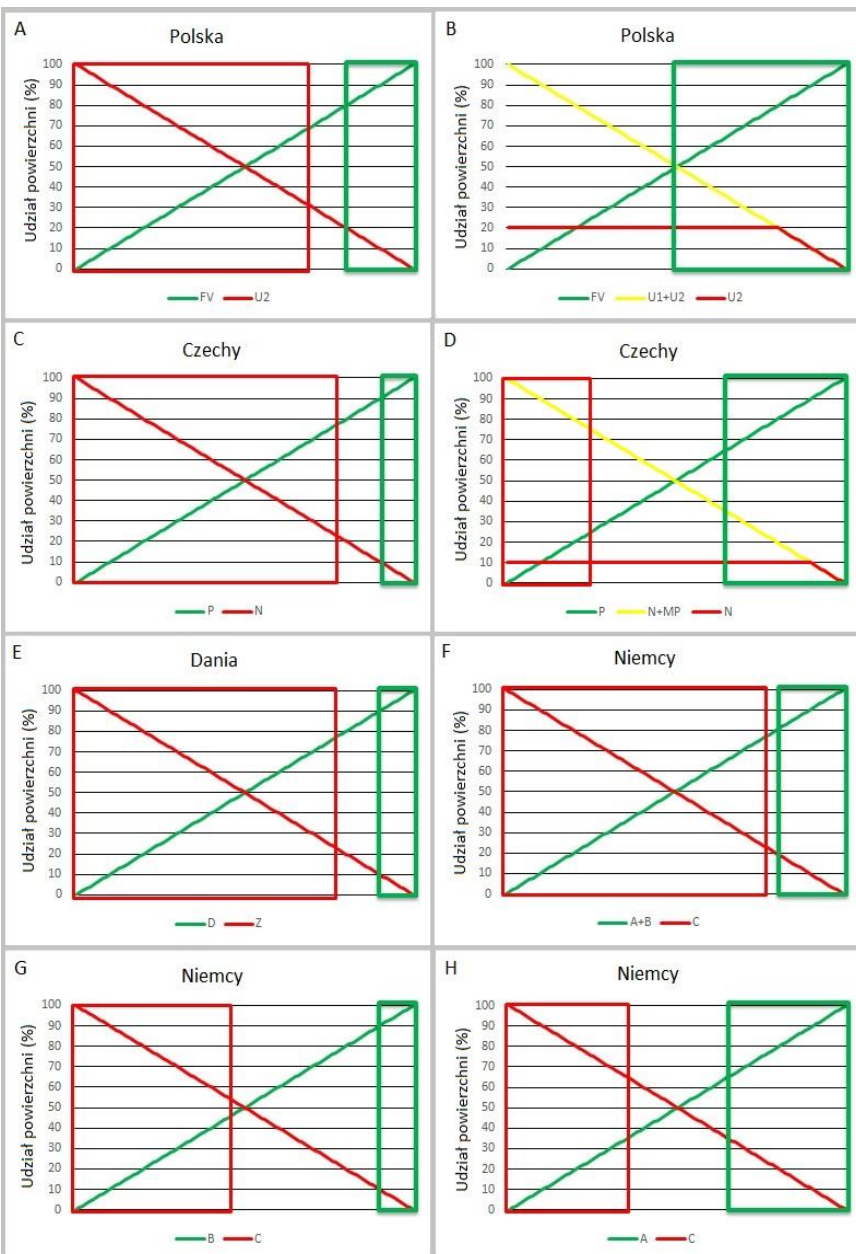 A
Polska
Udział powierzchni (%)
100
90
80
70
60
50
40
30
20
10
0
FV U2
B
Polska
Udział powierzchni (%)
100
90
80
70
60
50
40
30
20
10
0
FV U1+U2 U2
C
Czechy
Udział powierzchni (%)
100
90
80
70
60
50
40
30
20
10
0
P N
D
Czechy
Udział powierzchni (%)
100
90
80
70
60
50
40
30
20
10
0
P N+MP N
E
Dania
Udział powierzchni (%)
100
90
80
70
60
50
40
30
20
10
0
D Z
F
Niemcy
Udział powierzchni (%)
100
90
80
70
60
50
40
30
20
10
0
A+B C
G
Niemcy
Udział powierzchni (%)
100
90
80
70
60
50
40
30
20
10
0
B C
H
Niemcy
Udział powierzchni (%)
100
90
80
70
60
50
40
30
20
10
0
A C